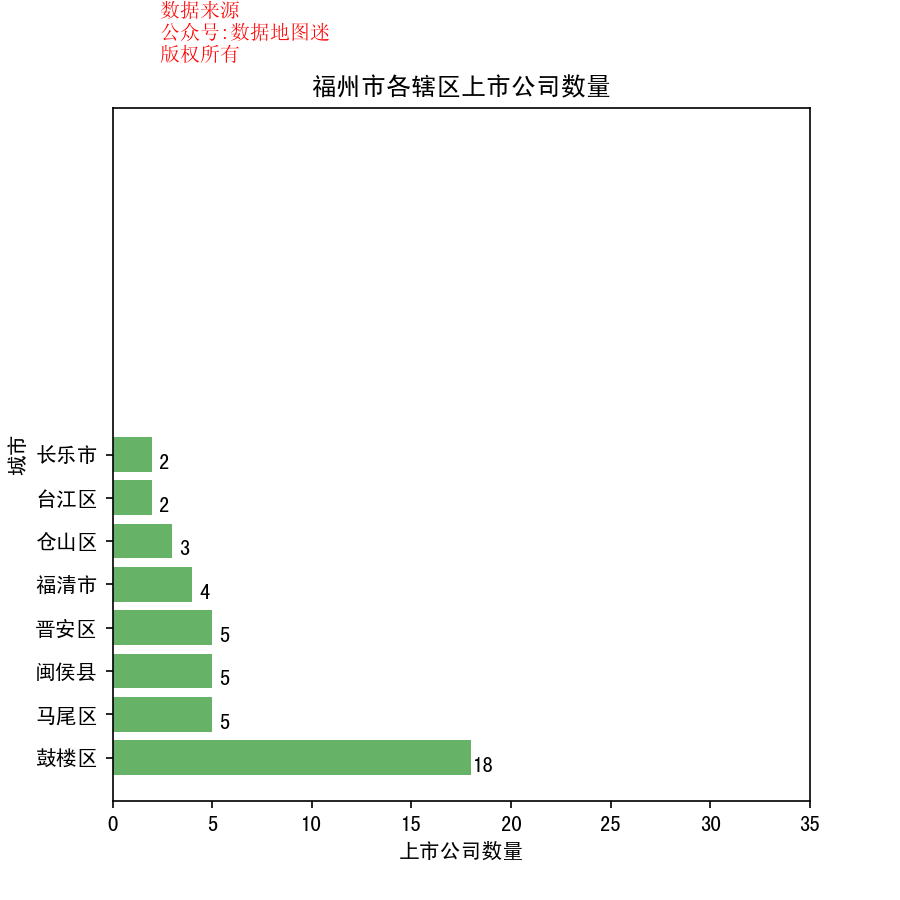 数据来源
公众号:数据地图迷
版权所有
福州市各辖区上市公司数量
城市
长乐市 2
台江区 2
仓山区 3
福清市 4
晋安区 5
闽侯县 5
马尾区 5
鼓楼区 18
0 5 10 15 20 25 30 35
上市公司数量